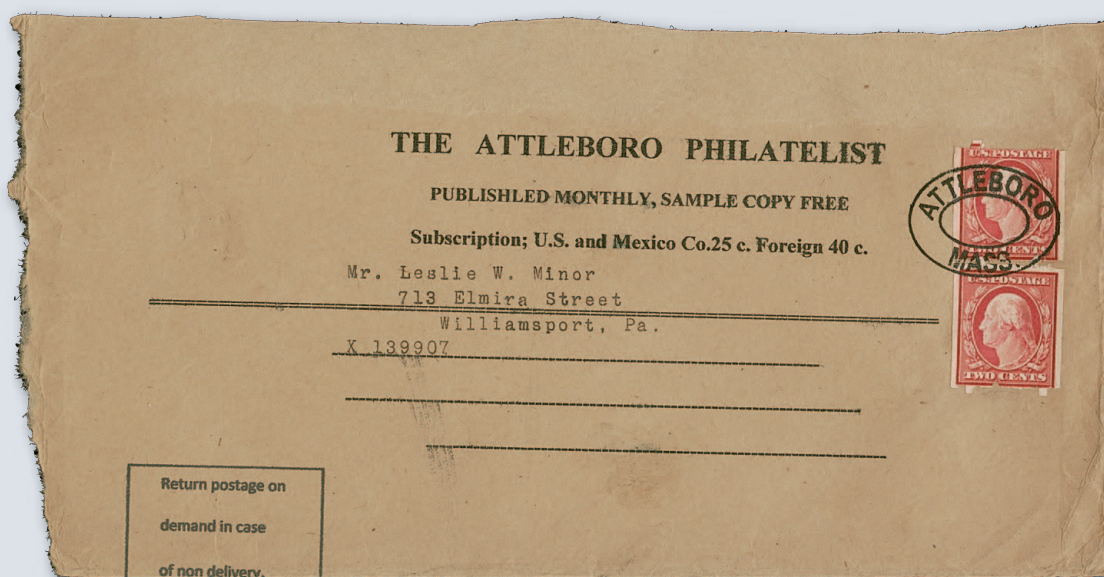 THE ATTLEBORO PHILATELIST
PUBLISHLED MONTHLY, SAMPLE COPY FREE
Subscription; U.S. and Mexico Co.25 c. Foreign 40 c.
Mr. Leslie W. Minor
713 Elmira Street
Williamsport, Pa.
X 139907
U.S. POSTAGE
ATTLEBORO
MASS.
CENTS
U.S. POSTAGE
TWO CENTS
Return postage on
demand in case
of non delivery.